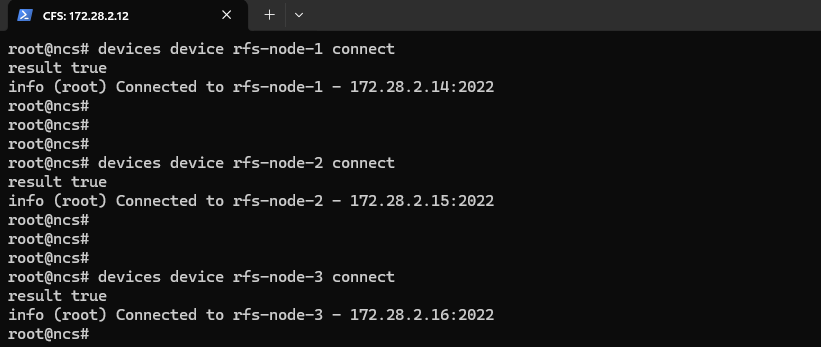 CFS: 172.28.2.12
root@ncs# devices device rfs-node-1 connect
result true
info (root) Connected to rfs-node-1 - 172.28.2.14:2022
root@ncs#
root@ncs#
root@ncs#
root@ncs# devices device rfs-node-2 connect
result true
info (root) Connected to rfs-node-2 - 172.28.2.15:2022
root@ncs#
root@ncs#
root@ncs#
root@ncs# devices device rfs-node-3 connect
result true
info (root) Connected to rfs-node-3 - 172.28.2.16:2022
root@ncs#